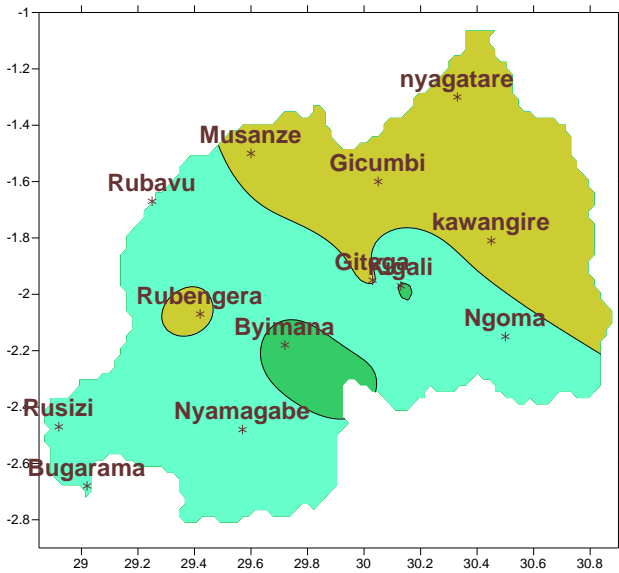 -1
-1.2
nyagatare
-1.4
Musanze
Gicumbi
-1.6
Rubavu
kawangire
-1.8
Gitega
Kigali
-2
Rubengera
Ngoma
Byimana
-2.2
-2.4
Rusizi
Nyamagabe
-2.6
Bugarama
-2.8
29 29.2 29.4 29.6 29.8 30 30.2 30.4 30.6 30.8